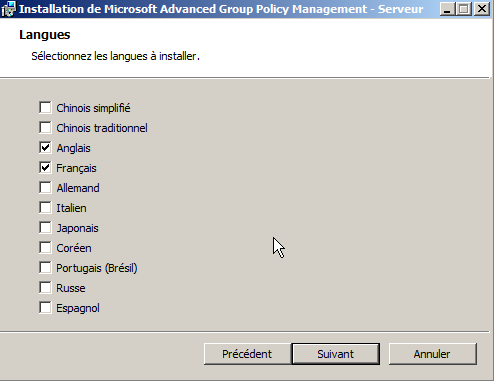 Installation de Microsoft Advanced Group Policy Management - Serveur
Langues
Sélectionnez les langues à installer.
Chinois simplifié
Chinois traditionnel
Anglais
Français
Allemand
Italien
Japonais
Coréen
Portugais (Brésil)
Russe
Espagnol
Précédent Suivant Annuler